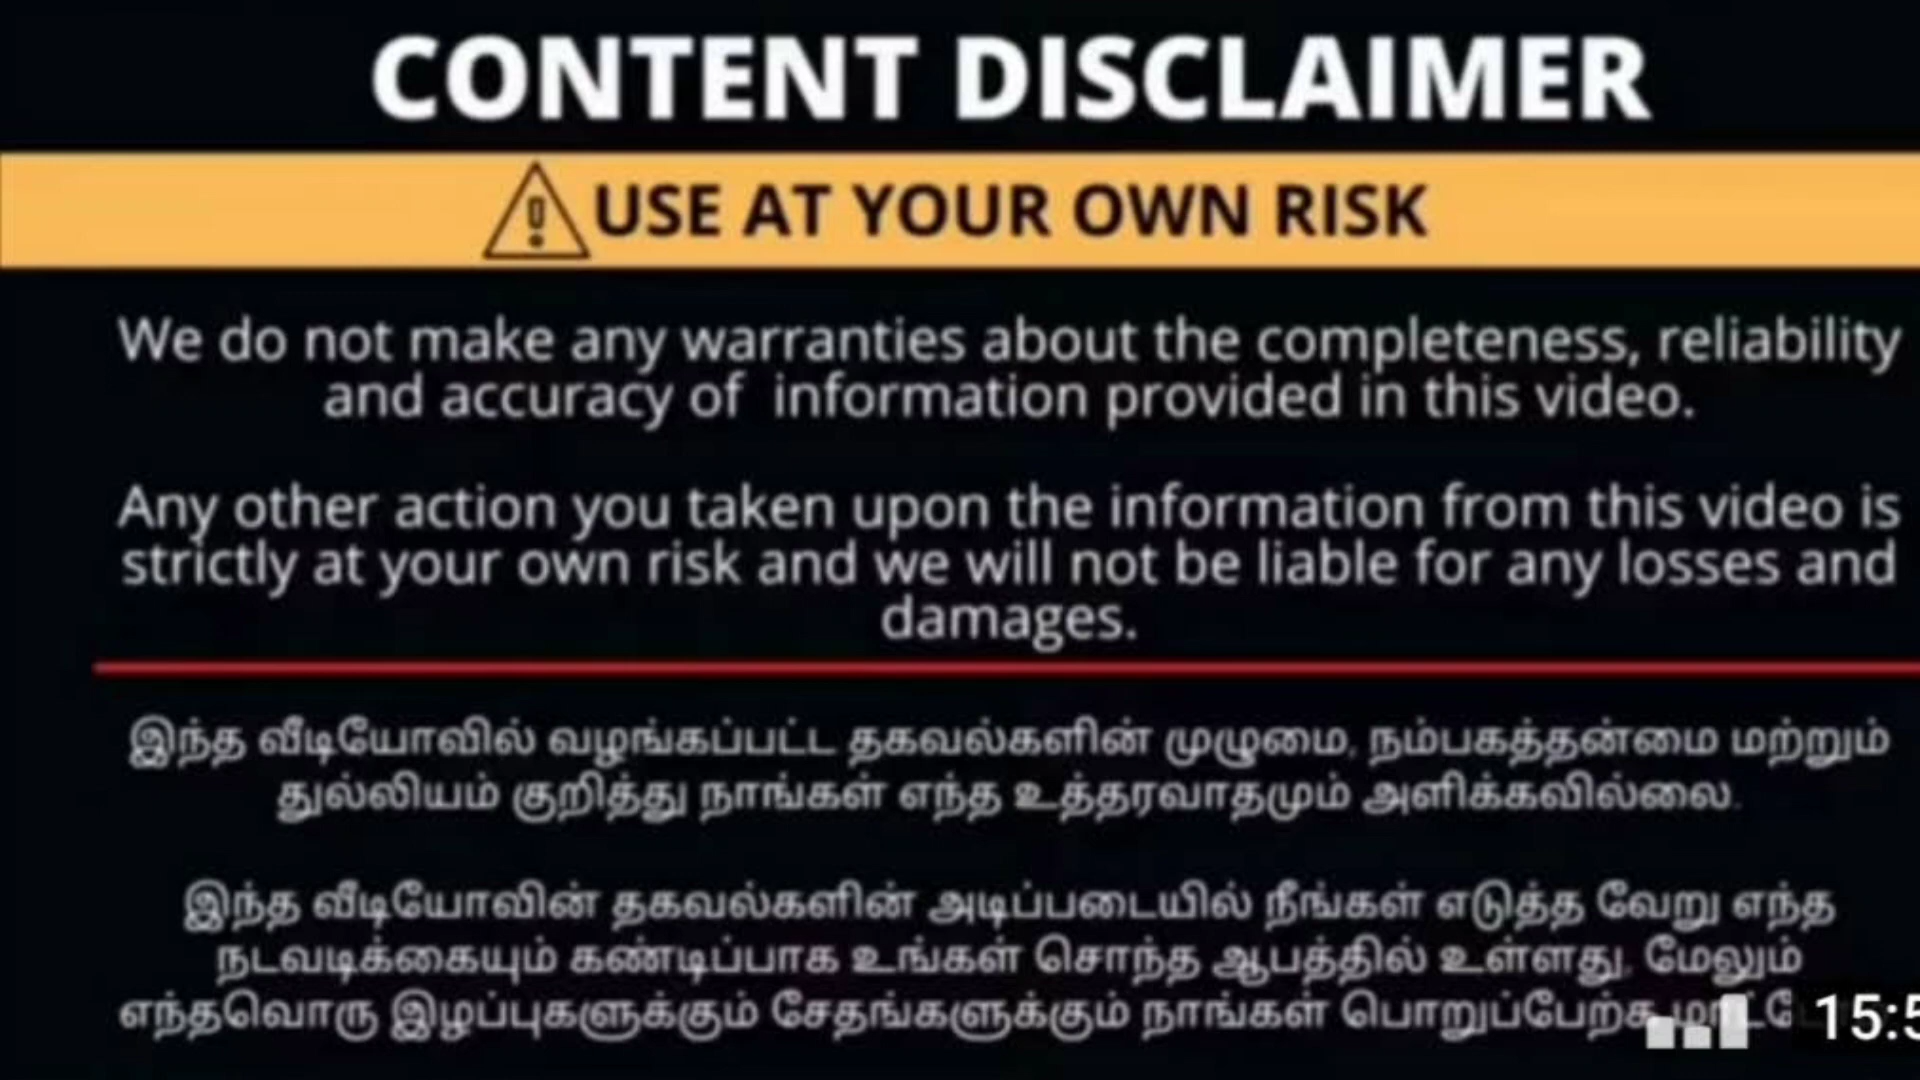 CONTENT DISCLAIMER
USE AT YOUR OWN RISK
We do not make any warranties about the completeness, reliability
and accuracy of information provided in this video.
Any other action you taken upon the information from this video is
strictly at your own risk and we will not be liable for any losses and
damages.
இந்த வீடியோவில் வழங்கப்பட்ட தகவல்களின் முழுமை, நம்பகத்தன்மை மற்றும்
துல்லியம் குறித்து நாங்கள் எந்த உத்தரவாதமும் அளிக்கவில்லை.
இந்த வீடியோவின் தகவல்களின் அடிப்படையில் நீங்கள் எடுத்த வேறு எந்த
நடவடிக்கையும் கண்டிப்பாக உங்கள் சொந்த ஆபத்தில் உள்ளது, மேலும்
எந்தவொரு இழப்புகளுக்கும் சேதங்களுக்கும் நாங்கள் பொறுப்பேற்க